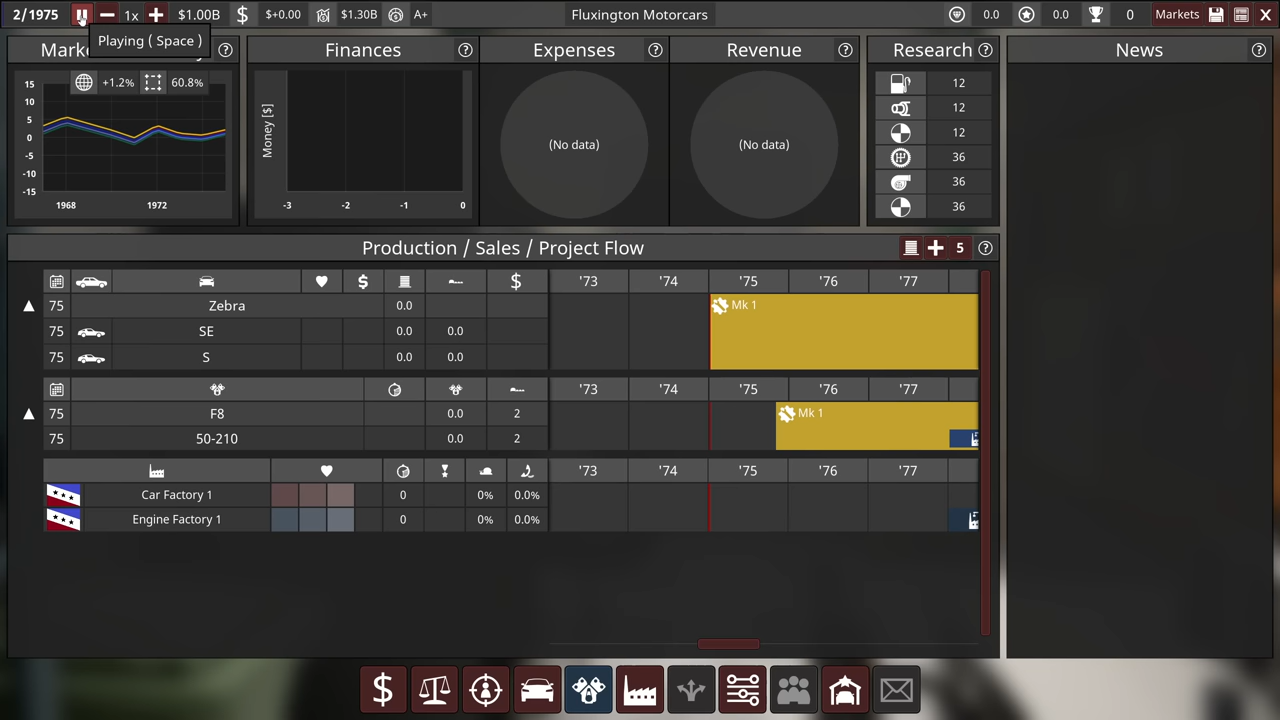 2/1975 1x $1.00B $ $+0.00 $1.30B A+ Fluxington Motorcars 0.0 0.0 0 Markets
Playing ( Space )
Finances Expenses Revenue Research News
+1.2% 60.8%
15
10
5
0
-5
-10
-15
1968 1972
Money [$]
-3 -2 -1 0
(No data)
(No data)
12
12
12
36
36
36
Production / Sales / Project Flow 5
$ $ '73 '74 '75 '76 '77
75 Zebra 0.0 Mk 1
75 SE 0.0 0.0
75 S 0.0 0.0
'73 '74 '75 '76 '77
75 F8 0.0 2 Mk 1
75 50-210 0.0 2
'73 '74 '75 '76 '77
Car Factory 1 0 0% 0.0%
Engine Factory 1 0 0% 0.0%
$